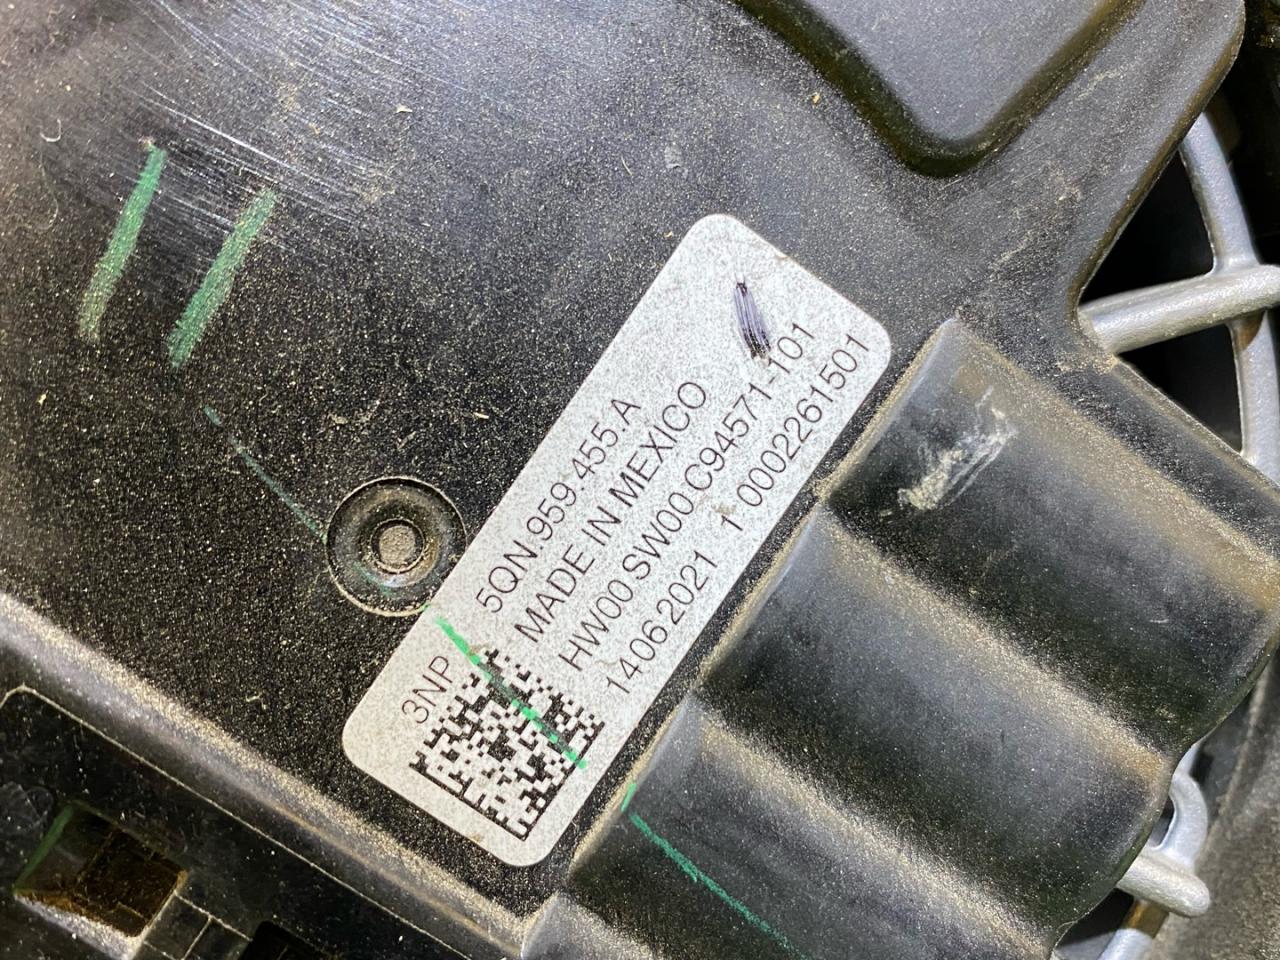 3NP
5QN.959.455.A
MADE IN MEXICO
HW00 SW00 C94571-101
14062021 1 0002261501